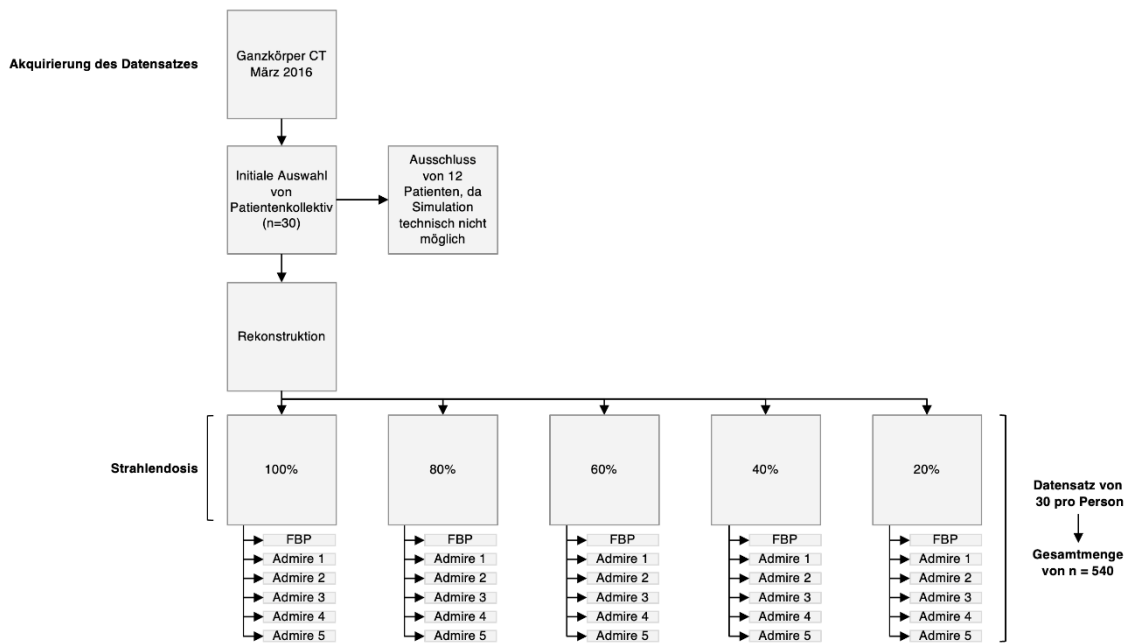 Akquirierung des Datensatzes
Ganzkörper CT
März 2016
Initiale Auswahl
von
Patientenkollektiv
(n=30)
Ausschluss
von 12
Patienten, da
Simulation
technisch nicht
möglich
Rekonstruktion
Strahlendosis
100%
80%
60%
40%
20%
FBP
Admire 1
Admire 2
Admire 3
Admire 4
Admire 5
FBP
Admire 1
Admire 2
Admire 3
Admire 4
Admire 5
FBP
Admire 1
Admire 2
Admire 3
Admire 4
Admire 5
FBP
Admire 1
Admire 2
Admire 3
Admire 4
Admire 5
FBP
Admire 1
Admire 2
Admire 3
Admire 4
Admire 5
Datensatz von
30 pro Person
Gesamtmenge
von n = 540